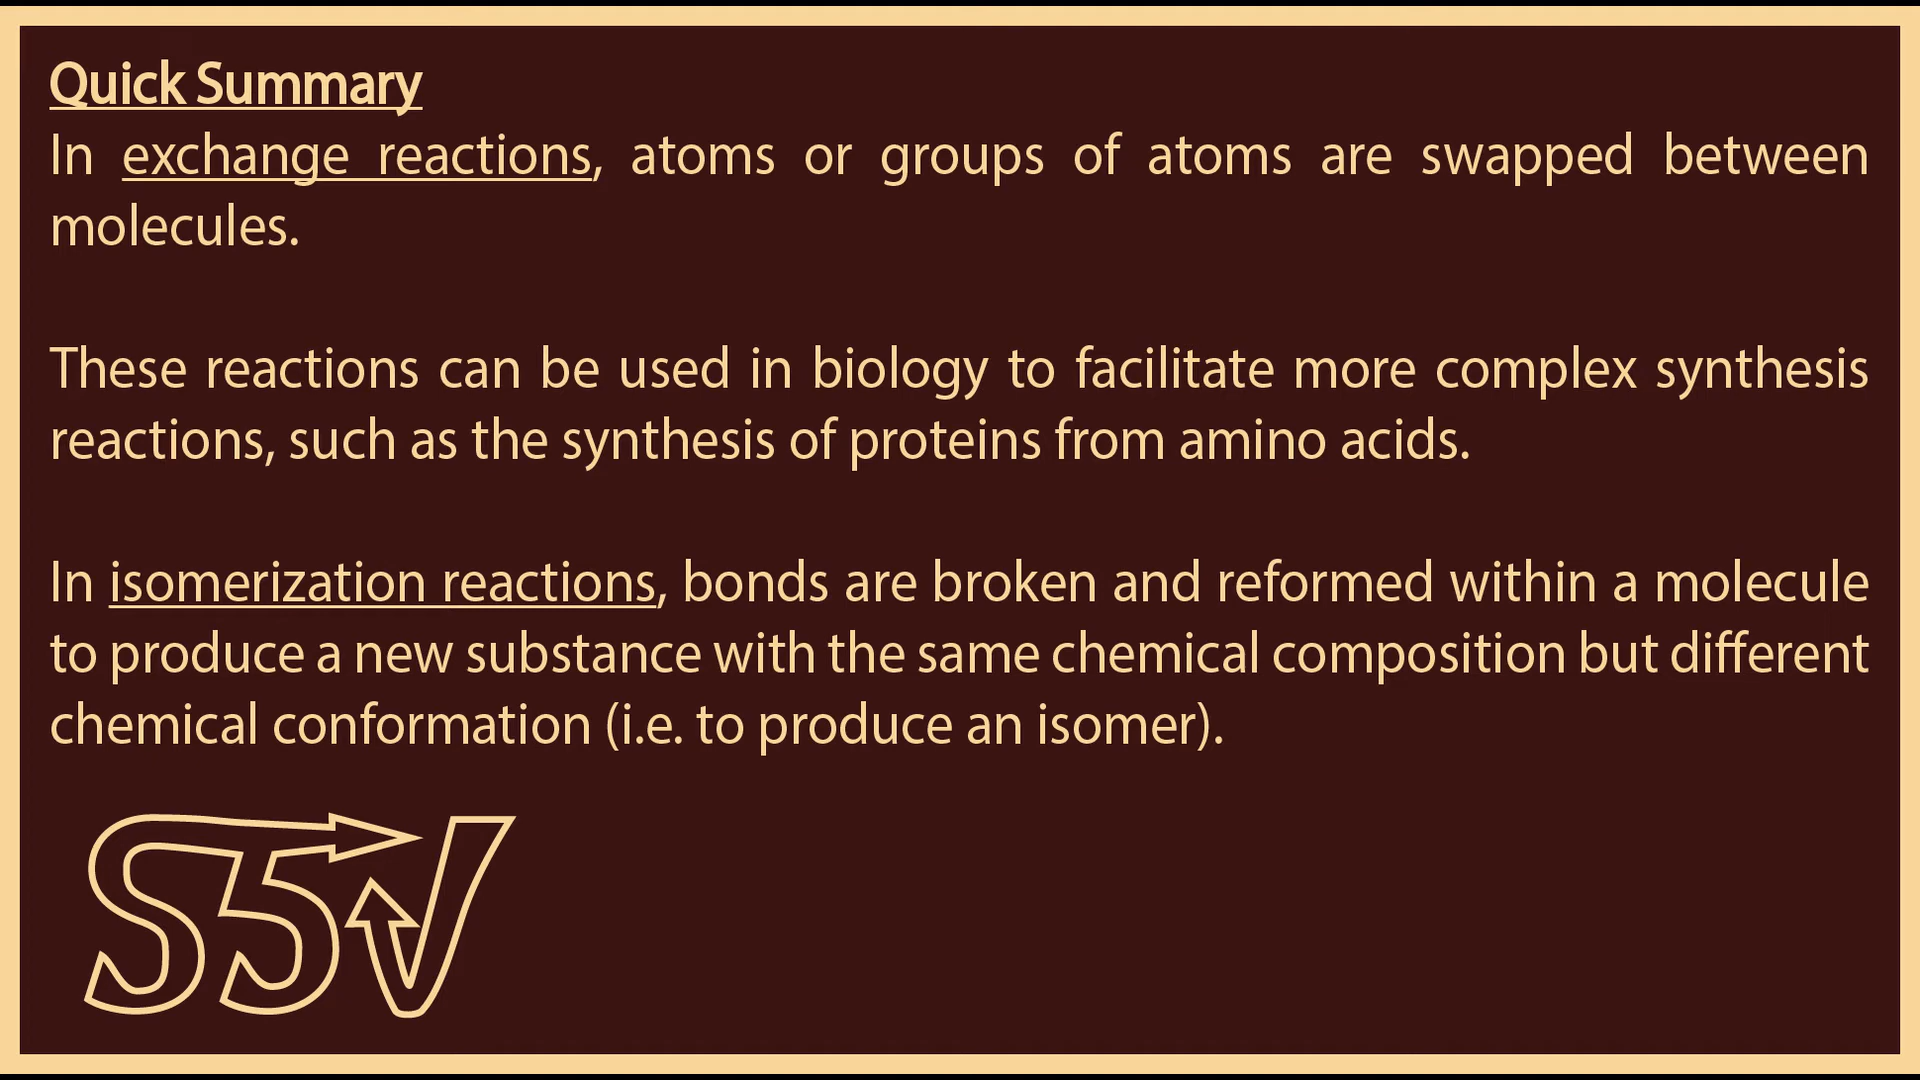 Quick Summary
In exchange reactions, atoms or groups of atoms are swapped between
molecules.
These reactions can be used in biology to facilitate more complex synthesis
reactions, such as the synthesis of proteins from amino acids.
In isomerization reactions, bonds are broken and reformed within a molecule
to produce a new substance with the same chemical composition but different
chemical conformation (i.e. to produce an isomer).
S5V